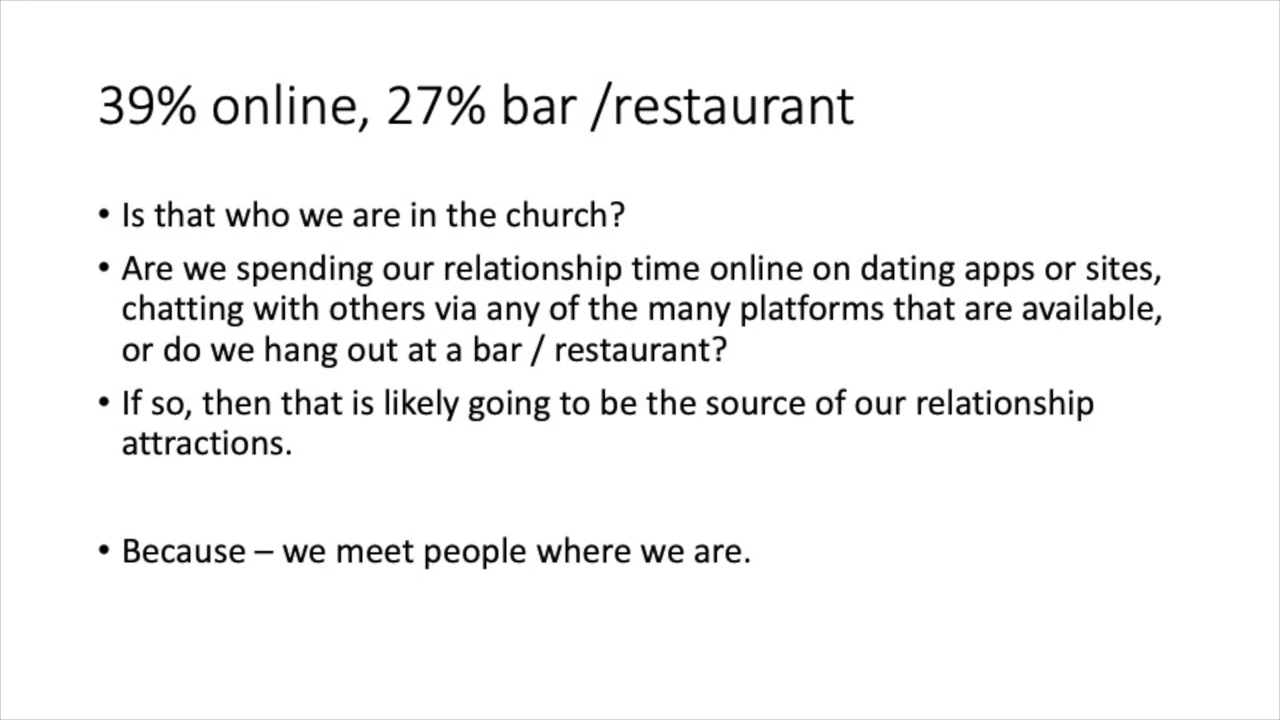 39% online, 27% bar /restaurant
• Is that who we are in the church?
• Are we spending our relationship time online on dating apps or sites,
chatting with others via any of the many platforms that are available,
or do we hang out at a bar / restaurant?
• If so, then that is likely going to be the source of our relationship
attractions.
• Because – we meet people where we are.